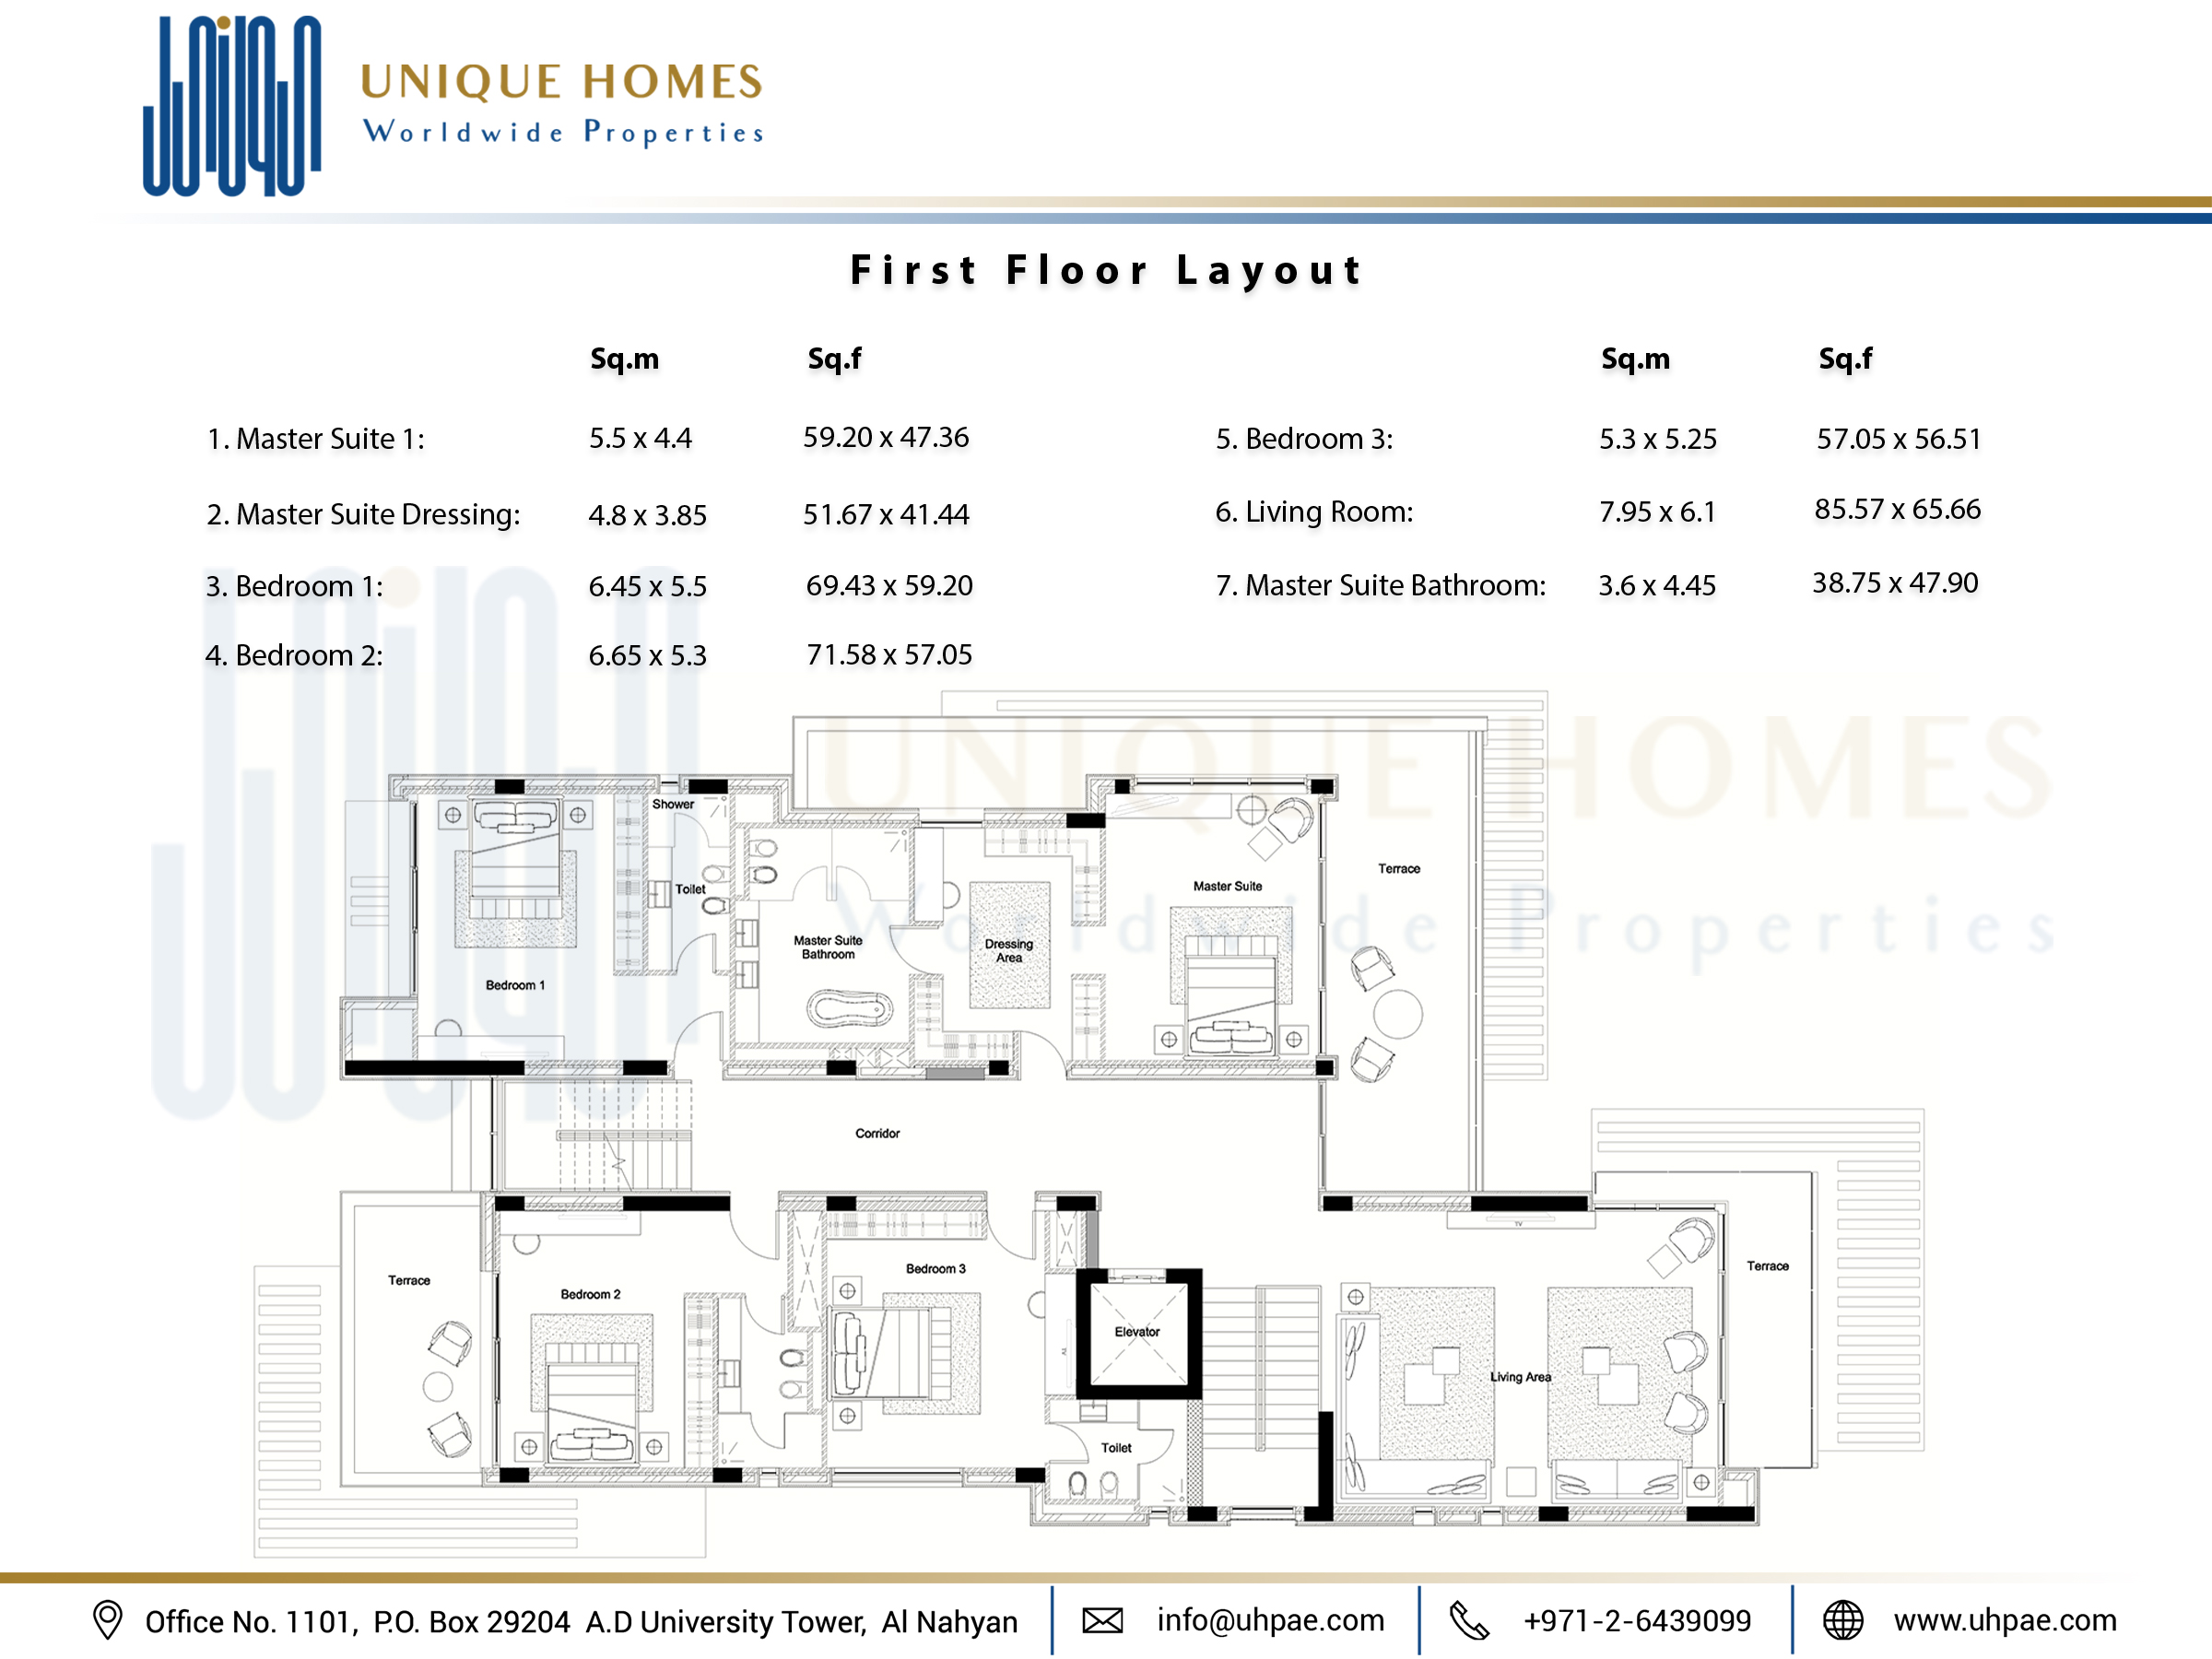 UNIQUE HOMES
Worldwide Properties
First Floor Layout
Sq.m Sq.f
1. Master Suite 1: 5.5 x 4.4 59.20 x 47.36
2. Master Suite Dressing: 4.8 x 3.85 51.67 x 41.44
3. Bedroom 1: 6.45 x 5.5 69.43 x 59.20
4. Bedroom 2: 6.65 x 5.3 71.58 x 57.05
Sq.m Sq.f
5. Bedroom 3: 5.3 x 5.25 57.05 x 56.51
6. Living Room: 7.95 x 6.1 85.57 x 65.66
7. Master Suite Bathroom: 3.6 x 4.45 38.75 x 47.90
UNIQUE HOMES
Worldwide Properties
Shower
Toilet
Bedroom 1
Master Suite
Bathroom
Dressing
Area
Master Suite
Terrace
Corridor
Terrace
Bedroom 2
Bedroom 3
TV
Elevator
Toilet
TV
Living Area
Terrace
Office No. 1101, P.O. Box 29204 A.D University Tower, Al Nahyan
info@uhpae.com
+971-2-6439099
www.uhpae.com